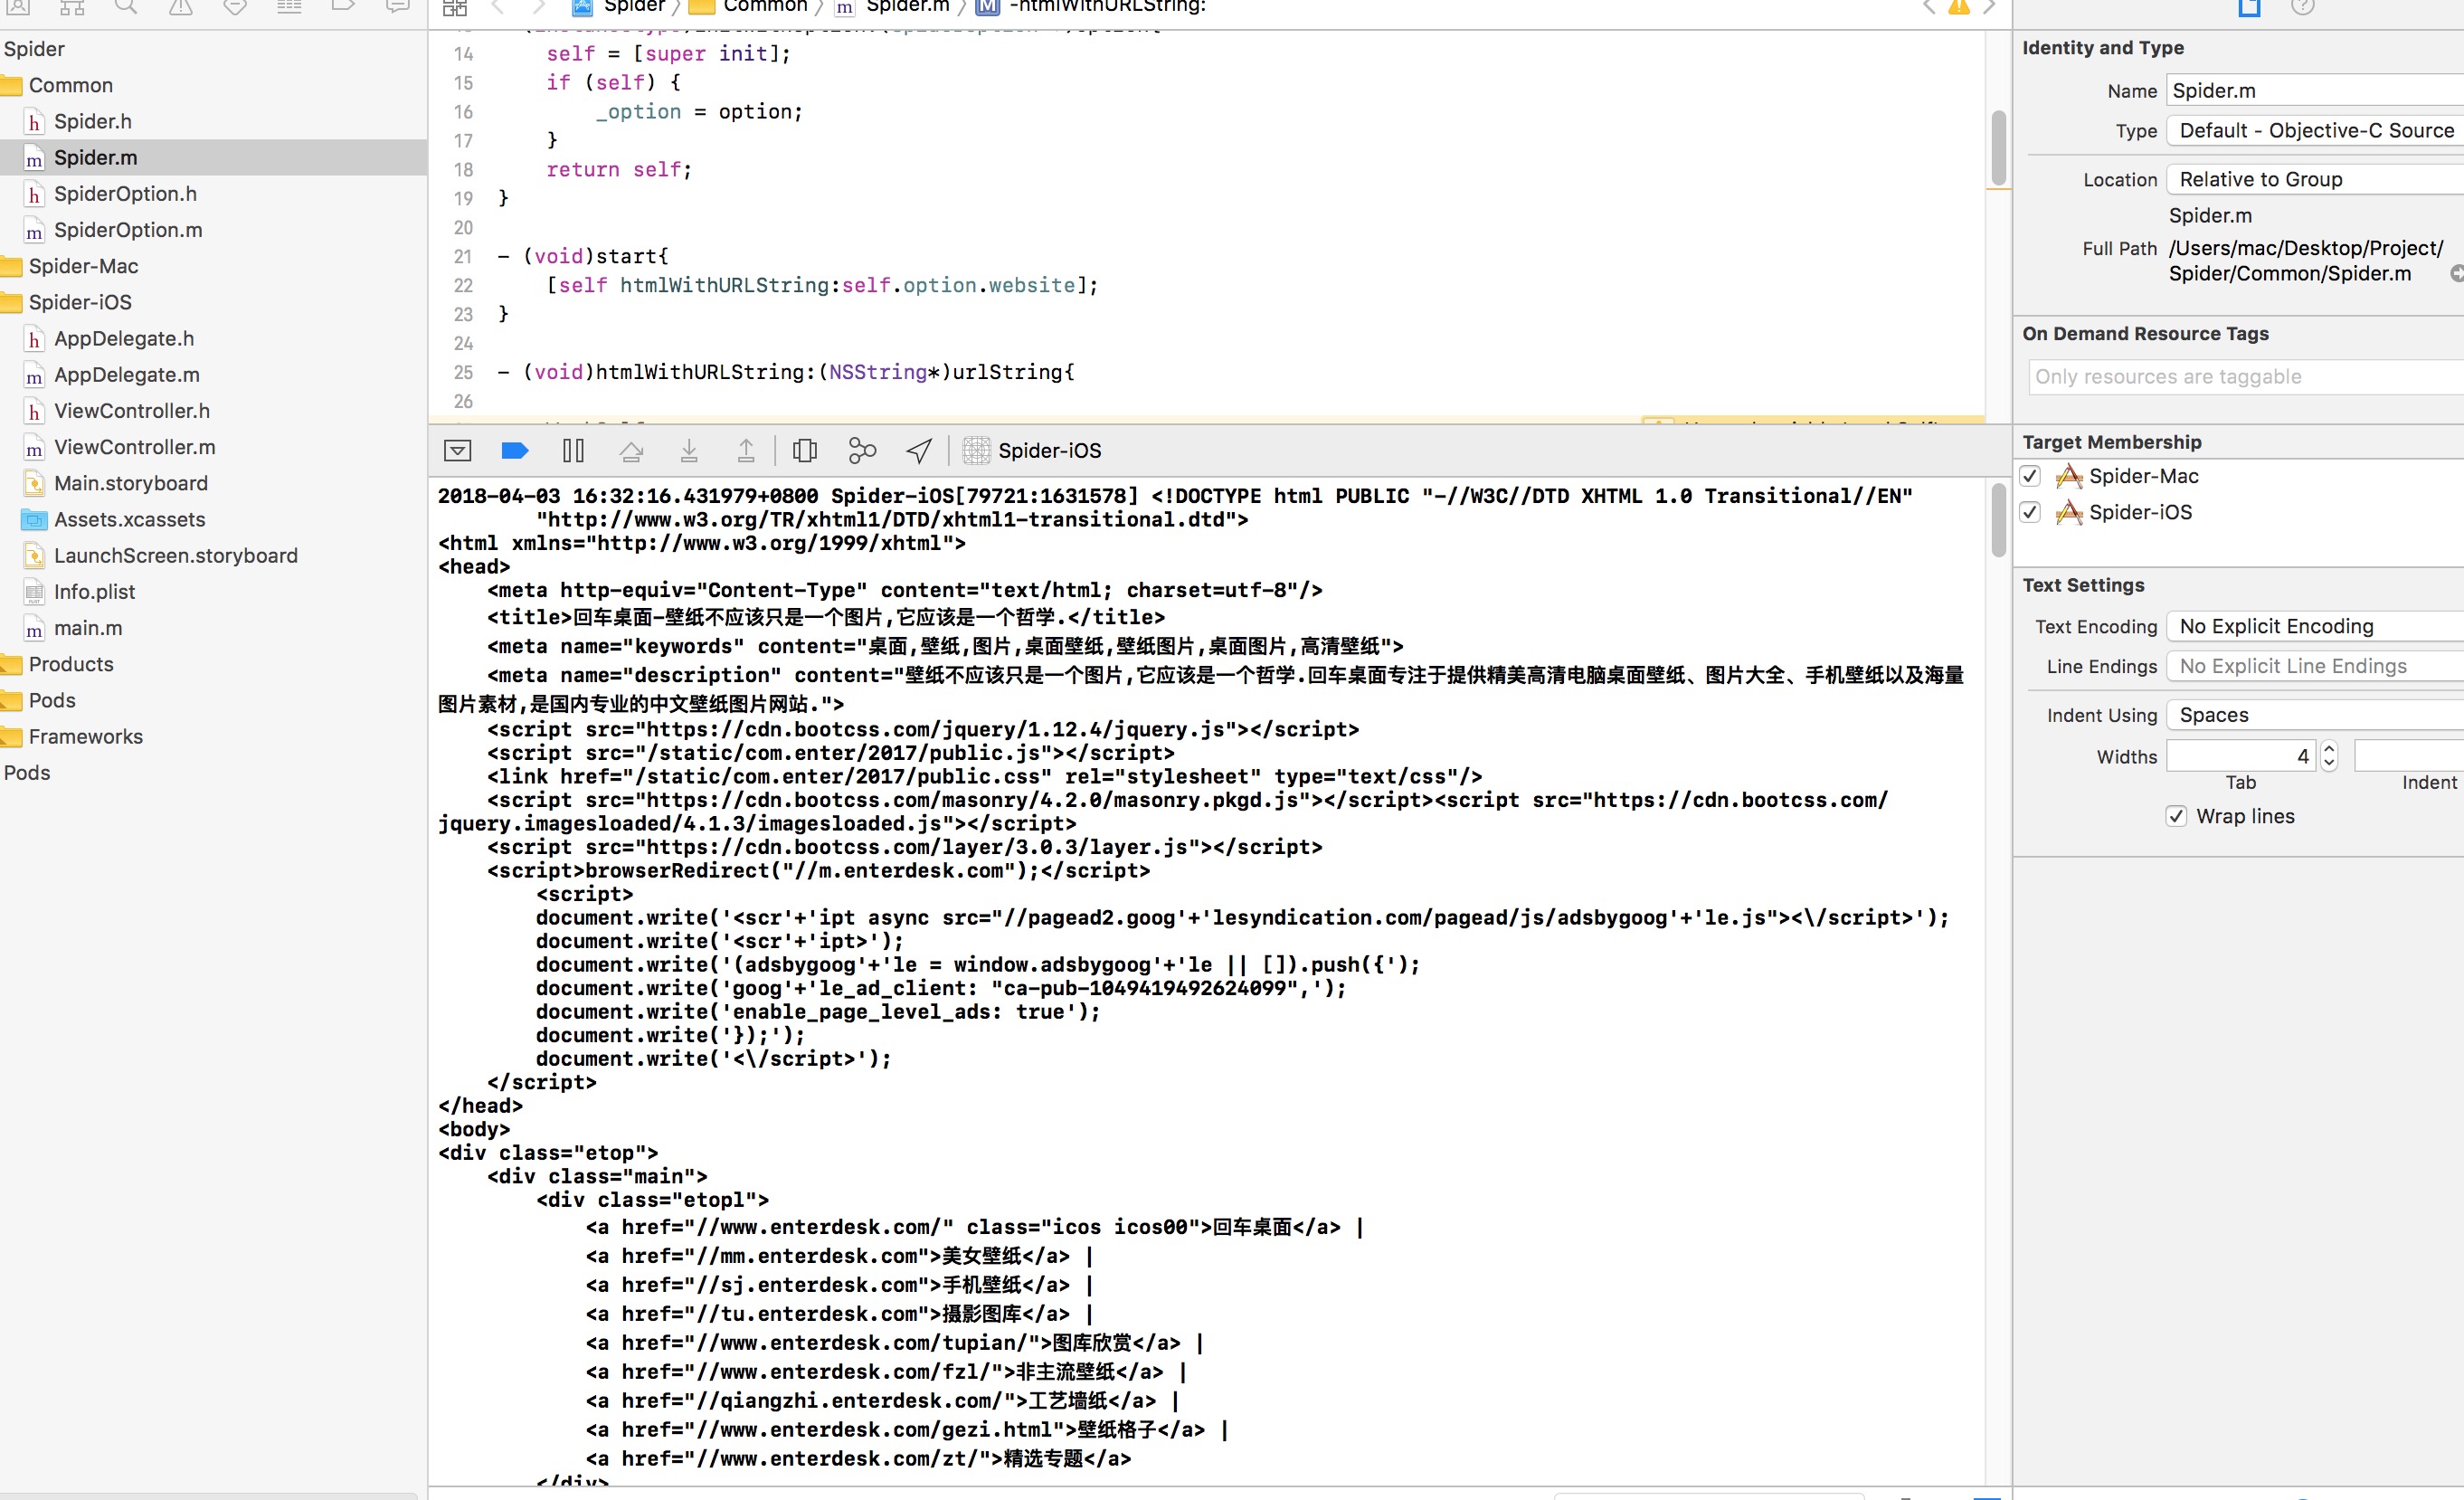 Spider
Common
Spider.h
Spider.m
SpiderOption.h
SpiderOption.m
Spider-Mac
Spider-iOS
AppDelegate.h
AppDelegate.m
ViewController.h
ViewController.m
Main.storyboard
Assets.xcassets
LaunchScreen.storyboard
Info.plist
main.m
Products
Pods
Frameworks
Pods
Spider 〉 Common 〉 m Spider.m 〉 M -htmlWithURLString:
14 self = [super init];
15 if (self) {
16 _option = option;
17 }
18 return self;
19 }
20
21 - (void)start{
22 [self htmlWithURLString:self.option.website];
23 }
24
25 - (void)htmlWithURLString:(NSString*)urlString{
26
Spider-iOS
2018-04-03 16:32:16.431979+0800 Spider-iOS[79721:1631578] <!DOCTYPE html PUBLIC "-//W3C//DTD XHTML 1.0 Transitional//EN"
"http://www.w3.org/TR/xhtml1/DTD/xhtml1-transitional.dtd">
<html xmlns="http://www.w3.org/1999/xhtml">
<head>
<meta http-equiv="Content-Type" content="text/html; charset=utf-8"/>
<title>回车桌面-壁纸不应该只是一个图片,它应该是一个哲学.</title>
<meta name="keywords" content="桌面,壁纸,图片,桌面壁纸,壁纸图片,桌面图片,高清壁纸">
<meta name="description" content="壁纸不应该只是一个图片,它应该是一个哲学.回车桌面专注于提供精美高清电脑桌面壁纸、图片大全、手机壁纸以及海量
图片素材,是国内专业的中文壁纸图片网站.">
<script src="https://cdn.bootcss.com/jquery/1.12.4/jquery.js"></script>
<script src="/static/com.enter/2017/public.js"></script>
<link href="/static/com.enter/2017/public.css" rel="stylesheet" type="text/css"/>
<script src="https://cdn.bootcss.com/masonry/4.2.0/masonry.pkgd.js"></script><script src="https://cdn.bootcss.com/
jquery.imagesloaded/4.1.3/imagesloaded.js"></script>
<script src="https://cdn.bootcss.com/layer/3.0.3/layer.js"></script>
<script>browserRedirect("//m.enterdesk.com");</script>
<script>
document.write('<scr'+'ipt async src="//pagead2.goog'+'lesyndication.com/pagead/js/adsbygoog'+'le.js"><\/script>');
document.write('<scr'+'ipt>');
document.write('(adsbygoog'+'le = window.adsbygoog'+'le || []).push({');
document.write('goog'+'le_ad_client: "ca-pub-1049419492624099",');
document.write('enable_page_level_ads: true');
document.write('});');
document.write('<\/script>');
</script>
</head>
<body>
<div class="etop">
<div class="main">
<div class="etopl">
<a href="//www.enterdesk.com/" class="icos icos00">回车桌面</a> |
<a href="//mm.enterdesk.com">美女壁纸</a> |
<a href="//sj.enterdesk.com">手机壁纸</a> |
<a href="//tu.enterdesk.com">摄影图库</a> |
<a href="//www.enterdesk.com/tupian/">图库欣赏</a> |
<a href="//www.enterdesk.com/fzl/">非主流壁纸</a> |
<a href="//qiangzhi.enterdesk.com/">工艺墙纸</a> |
<a href="//www.enterdesk.com/gezi.html">壁纸格子</a> |
<a href="//www.enterdesk.com/zt/">精选专题</a>
</div>
Identity and Type
Name Spider.m
Type Default - Objective-C Source
Location Relative to Group
Spider.m
Full Path /Users/mac/Desktop/Project/
Spider/Common/Spider.m
On Demand Resource Tags
Only resources are taggable
Target Membership
Spider-Mac
Spider-iOS
Text Settings
Text Encoding No Explicit Encoding
Line Endings No Explicit Line Endings
Indent Using Spaces
Widths 4
Tab Indent
Wrap lines